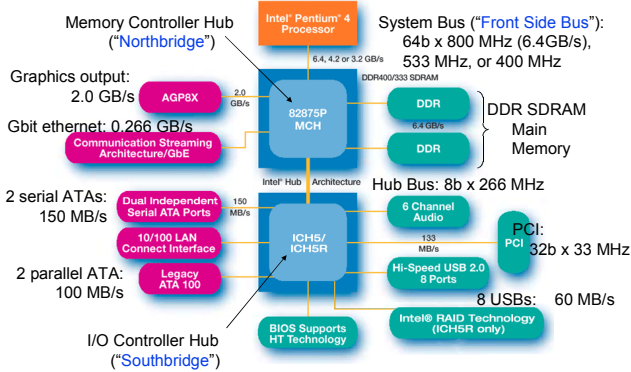 Memory Controller Hub
(“Northbridge”)
Intel® Pentium® 4
Processor
System Bus (“Front Side Bus”):
64b x 800 MHz (6.4GB/s),
533 MHz, or 400 MHz
6.4, 4.2 or 3.2 GB/s
DDR400/333 SDRAM
Graphics output:
2.0 GB/s
AGP8X
2.0
GB/s
82875P
MCH
DDR
6.4 GB/s
DDR
DDR SDRAM
Main
Memory
Gbit ethernet: 0.266 GB/s
Communication Streaming
Architecture/GbE
Intel® Hub
Architecture
Hub Bus: 8b x 266 MHz
2 serial ATAs:
150 MB/s
Dual Independent
Serial ATA Ports
150
MB/s
6 Channel
Audio
10/100 LAN
Connect Interface
ICH5/
ICH5R
133
MB/s
PCI
PCI:
32b x 33 MHz
2 parallel ATA:
100 MB/s
Legacy
ATA 100
Hi-Speed USB 2.0
8 Ports
8 USBs: 60 MB/s
BIOS Supports
HT Technology
Intel® RAID Technology
(ICH5R only)
I/O Controller Hub
(“Southbridge”)